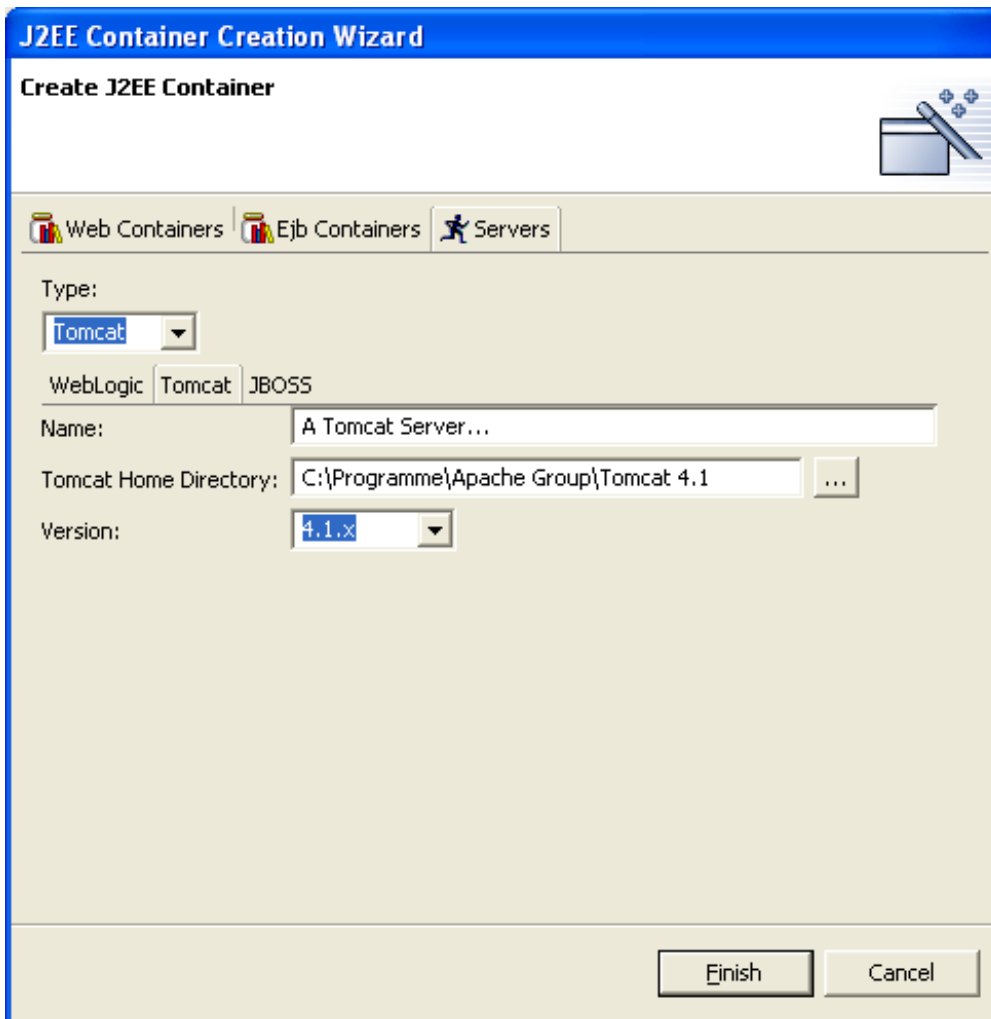 J2EE Container Creation Wizard
Create J2EE Container
Web Containers Ejb Containers Servers
Type:
Tomcat
WebLogic Tomcat JBOSS
Name: A Tomcat Server...
Tomcat Home Directory: C:\Programme\Apache Group\Tomcat 4.1 ...
Version: 4.1.x
Finish Cancel